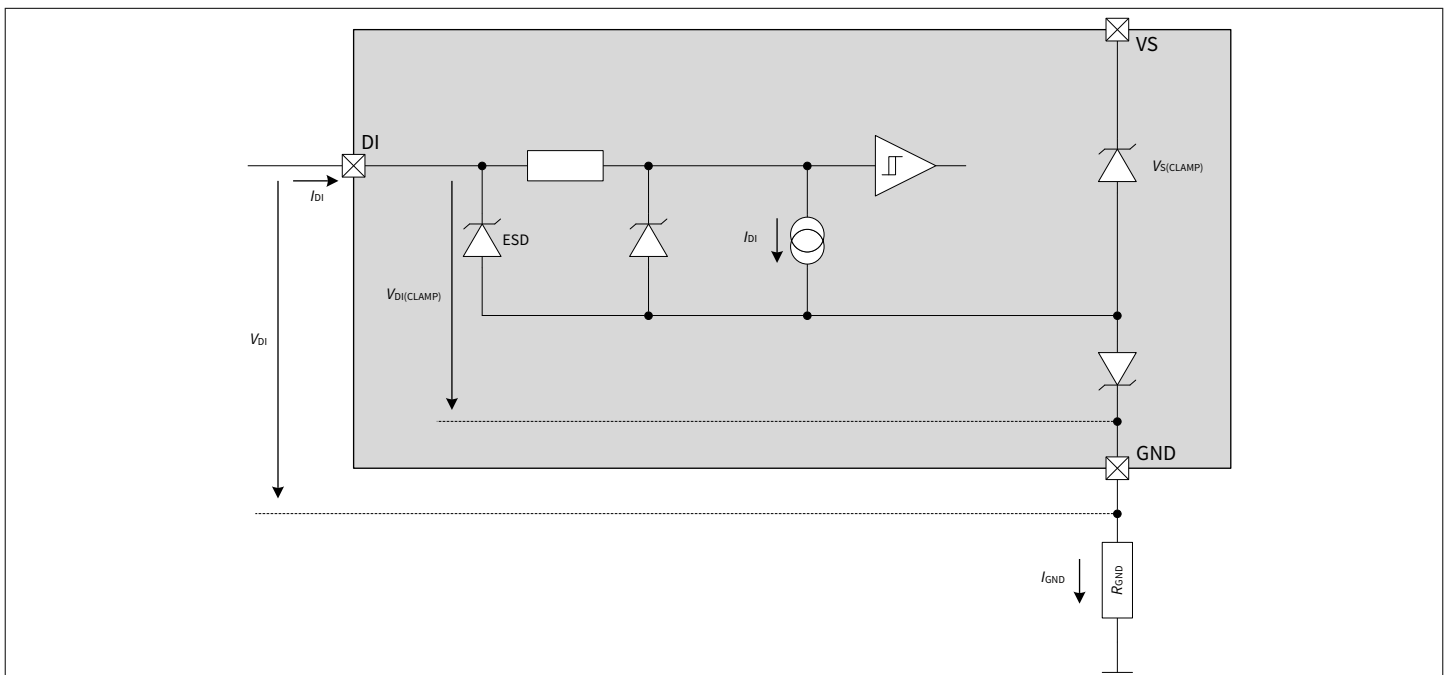 VS
DI
VS(CLAMP)
IDI
ESD
IDI
VDI(CLAMP)
VDI
GND
IGND
RGND